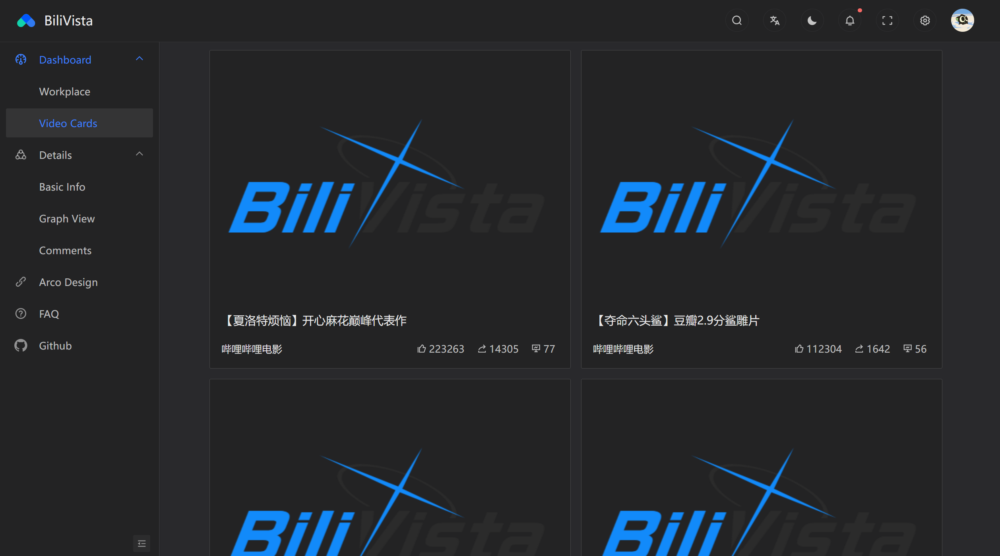 BiliVista
Dashboard
Workplace
Video Cards
Details
Basic Info
Graph View
Comments
Arco Design
FAQ
Github
BiliVista
【夏洛特烦恼】开心麻花巅峰代表作
哔哩哔哩电影 223263 14305 77
BiliVista
【夺命六头鲨】豆瓣2.9分鲨雕片
哔哩哔哩电影 112304 1642 56
BiliVista
BiliVista